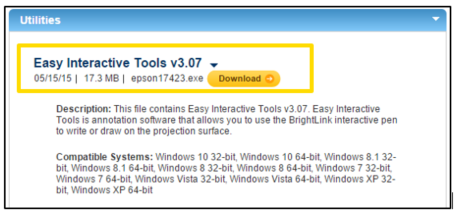 Utilities
Easy Interactive Tools v3.07
05/15/15 | 17.3 MB | epson17423.exe Download
Description: This file contains Easy Interactive Tools v3.07. Easy Interactive
Tools is annotation software that allows you to use the BrightLink interactive pen
to write or draw on the projection surface.
Compatible Systems: Windows 10 32-bit, Windows 10 64-bit, Windows 8.1 32-
bit, Windows 8.1 64-bit, Windows 8 32-bit, Windows 8 64-bit, Windows 7 32-bit,
Windows 7 64-bit, Windows Vista 32-bit, Windows Vista 64-bit, Windows XP 32-
bit, Windows XP 64-bit